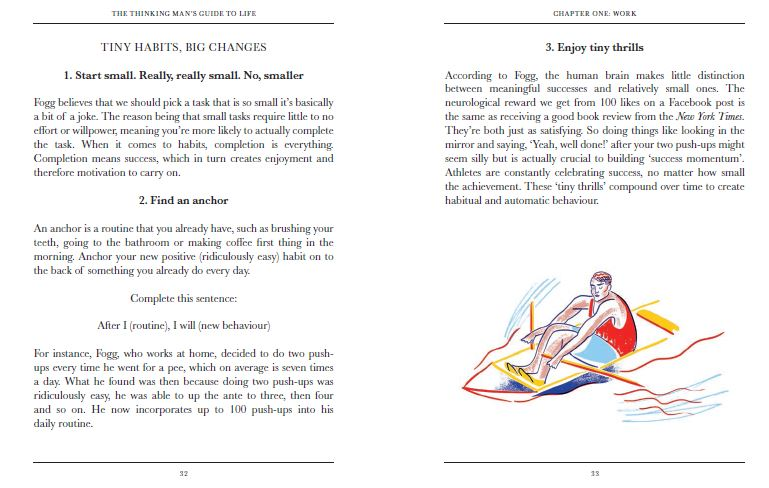 THE THINKING MAN'S GUIDE TO LIFE
TINY HABITS, BIG CHANGES
1. Start small. Really, really small. No, smaller
Fogg believes that we should pick a task that is so small it's basically
a bit of a joke. The reason being that small tasks require little to no
effort or willpower, meaning you're more likely to actually complete
the task. When it comes to habits, completion is everything.
Completion means success, which in turn creates enjoyment and
therefore motivation to carry on.
2. Find an anchor
An anchor is a routine that you already have, such as brushing your
teeth, going to the bathroom or making coffee first thing in the
morning. Anchor your new positive (ridiculously easy) habit on to
the back of something you already do every day.
Complete this sentence:
After I (routine), I will (new behaviour)
For instance, Fogg, who works at home, decided to do two push-
ups every time he went for a pee, which on average is seven times
a day. What he found was then because doing two push-ups was
ridiculously easy, he was able to up the ante to three, then four
and so on. He now incorporates up to 100 push-ups into his
daily routine.
32
CHAPTER ONE: WORK
3. Enjoy tiny thrills
According to Fogg, the human brain makes little distinction
between meaningful successes and relatively small ones. The
neurological reward we get from 100 likes on a Facebook post is
the same as receiving a good book review from the New York Times.
They're both just as satisfying. So doing things like looking in the
mirror and saying, 'Yeah, well done!' after your two push-ups might
seem silly but is actually crucial to building 'success momentum'.
Athletes are constantly celebrating success, no matter how small
the achievement. These 'tiny thrills' compound over time to create
habitual and automatic behaviour.
33